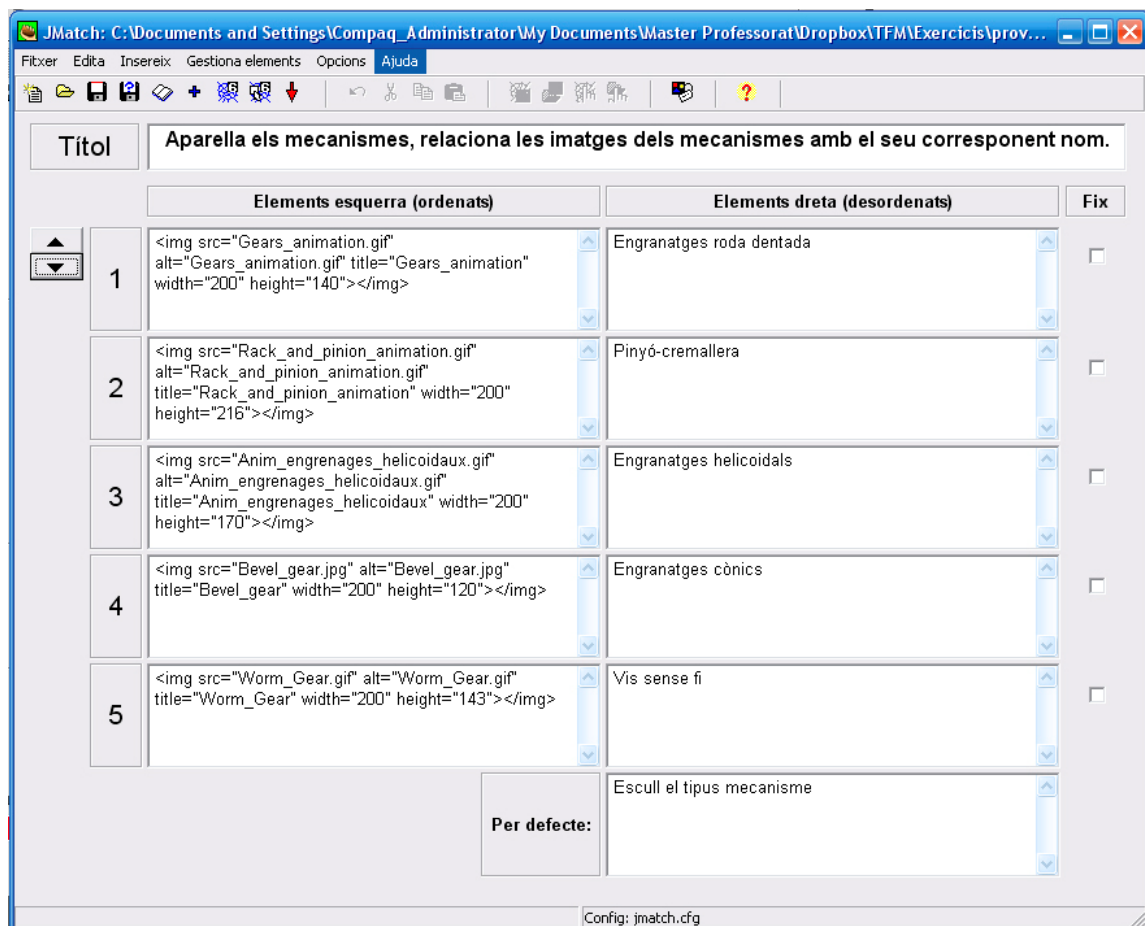 JMatch: C:\Documents and Settings\Compaq_Administrator\My Documents\Master Professorat\Dropbox\TFM\Exercicis\prov...
Fitxer Edita Insereix Gestiona elements Opcions Ajuda
Títol
Aparella els mecanismes, relaciona les imatges dels mecanismes amb el seu corresponent nom.
Elements esquerra (ordenats) Elements dreta (desordenats) Fix
1
<img src="Gears_animation.gif"
alt="Gears_animation.gif" title="Gears_animation"
width="200" height="140"></img>
Engranatges roda dentada
2
<img src="Rack_and_pinion_animation.gif"
alt="Rack_and_pinion_animation.gif"
title="Rack_and_pinion_animation" width="200"
height="216"></img>
Pinyó-cremallera
3
<img src="Anim_engrenages_helicoidaux.gif"
alt="Anim_engrenages_helicoidaux.gif"
title="Anim_engrenages_helicoidaux" width="200"
height="170"></img>
Engranatges helicoidals
4
<img src="Bevel_gear.jpg" alt="Bevel_gear.jpg"
title="Bevel_gear" width="200" height="120"></img>
Engranatges cònics
5
<img src="Worm_Gear.gif" alt="Worm_Gear.gif"
title="Worm_Gear" width="200" height="143"></img>
Vis sense fi
Per defecte:
Escull el tipus mecanisme
Config: jmatch.cfg